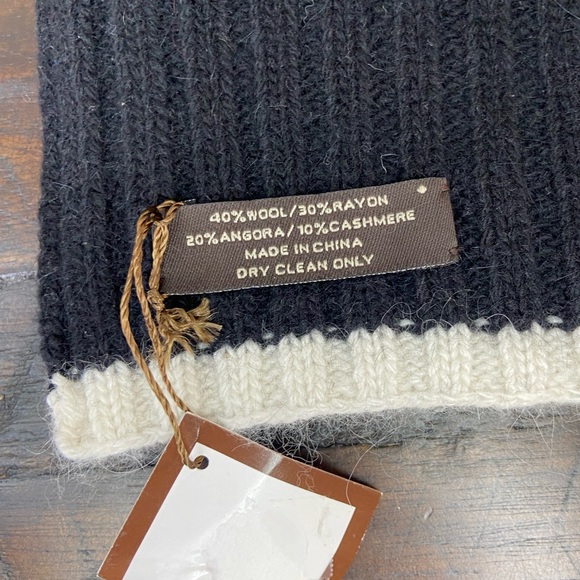 40%WOOL/30%RAYON
20%ANGORA/10%CASHMERE
MADE IN CHINA
DRY CLEAN ONLY